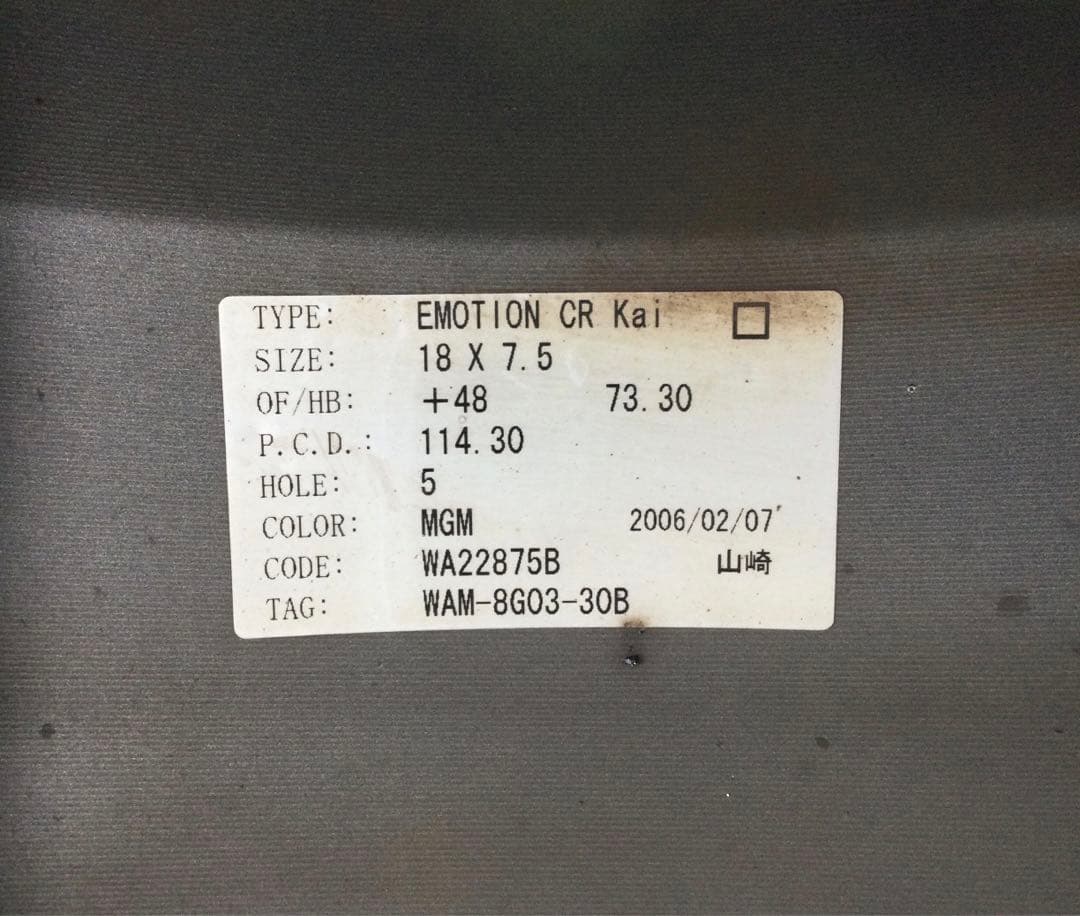 TYPE: EMOTION CR Kai □
SIZE: 18 X 7.5
OF/HB: +48 73.30
P.C.D.: 114.30
HOLE: 5
COLOR: MGM 2006/02/07
CODE: WA22875B 山崎
TAG: WAM-8G03-30B